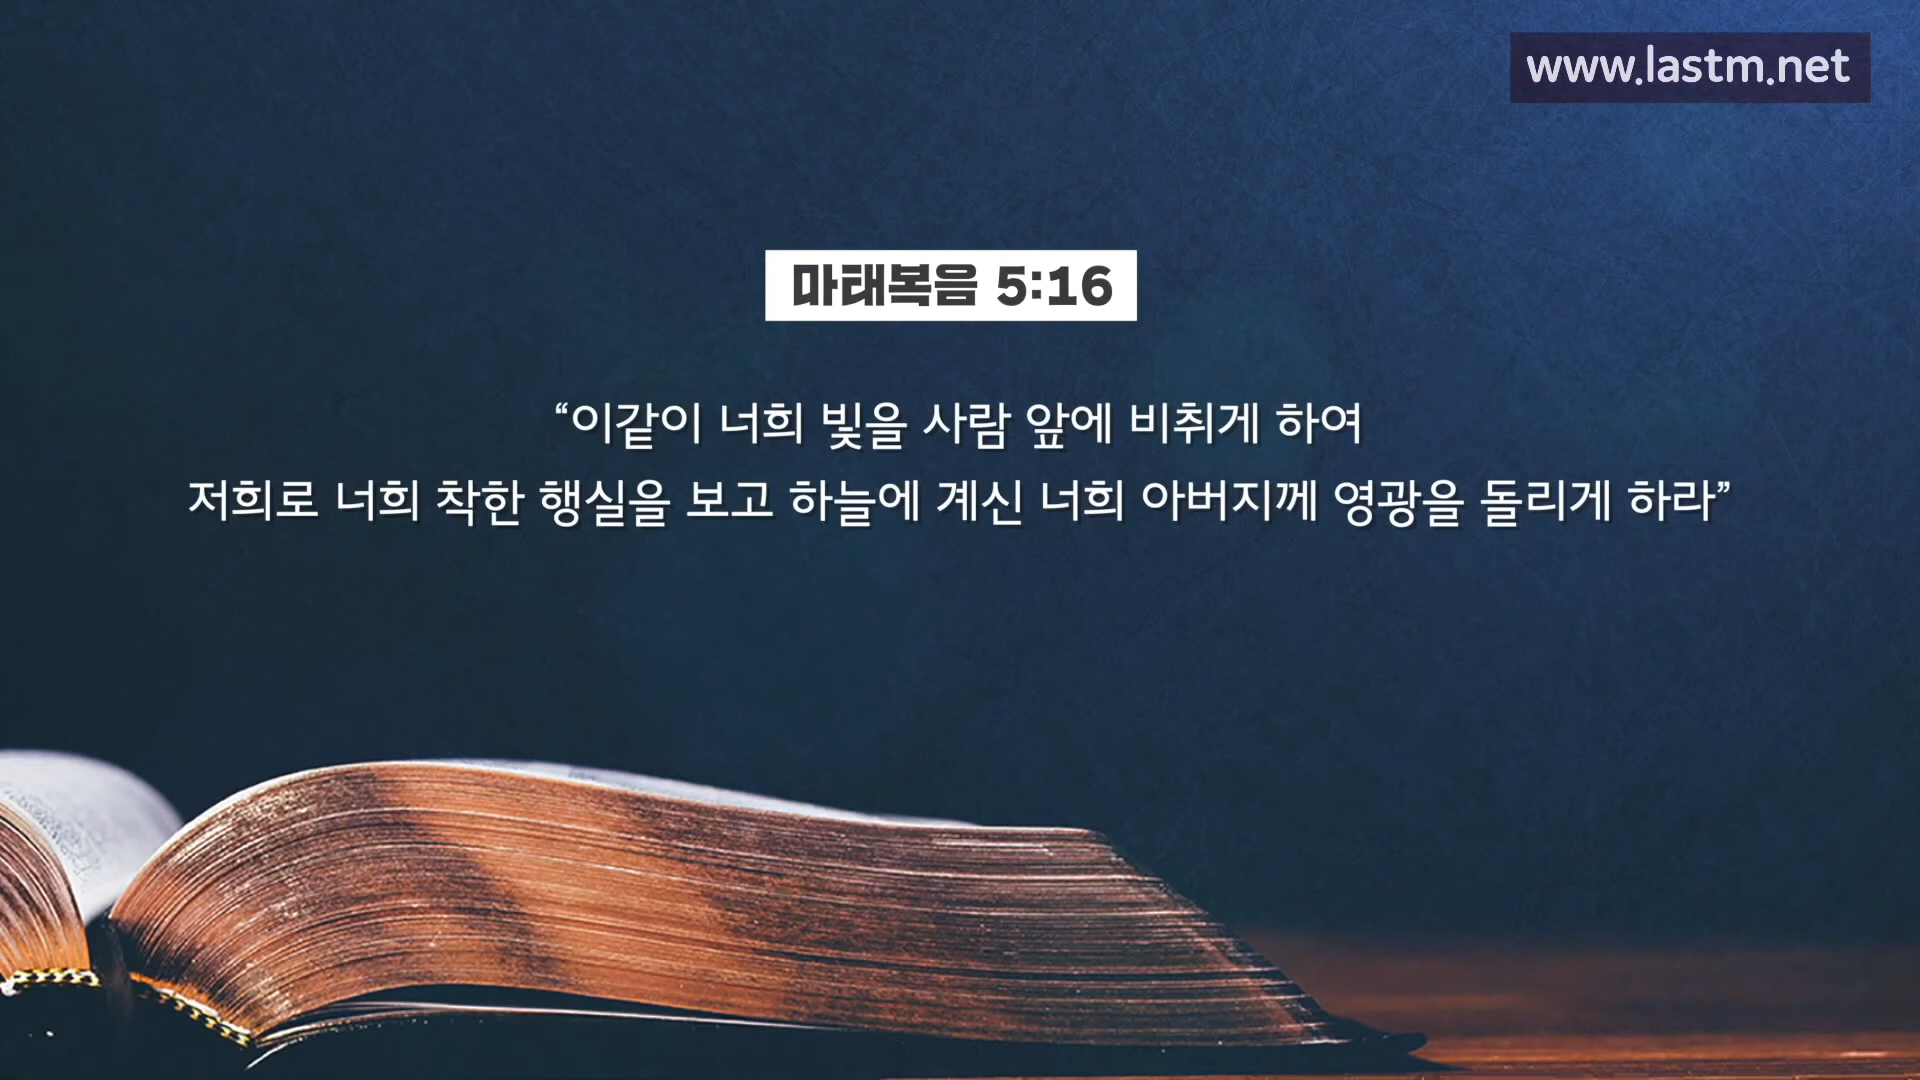 www.lastm.net
마태복음 5:16
“이같이 너희 빛을 사람 앞에 비취게 하여
저희로 너희 착한 행실을 보고 하늘에 계신 너희 아버지께 영광을 돌리게 하라”